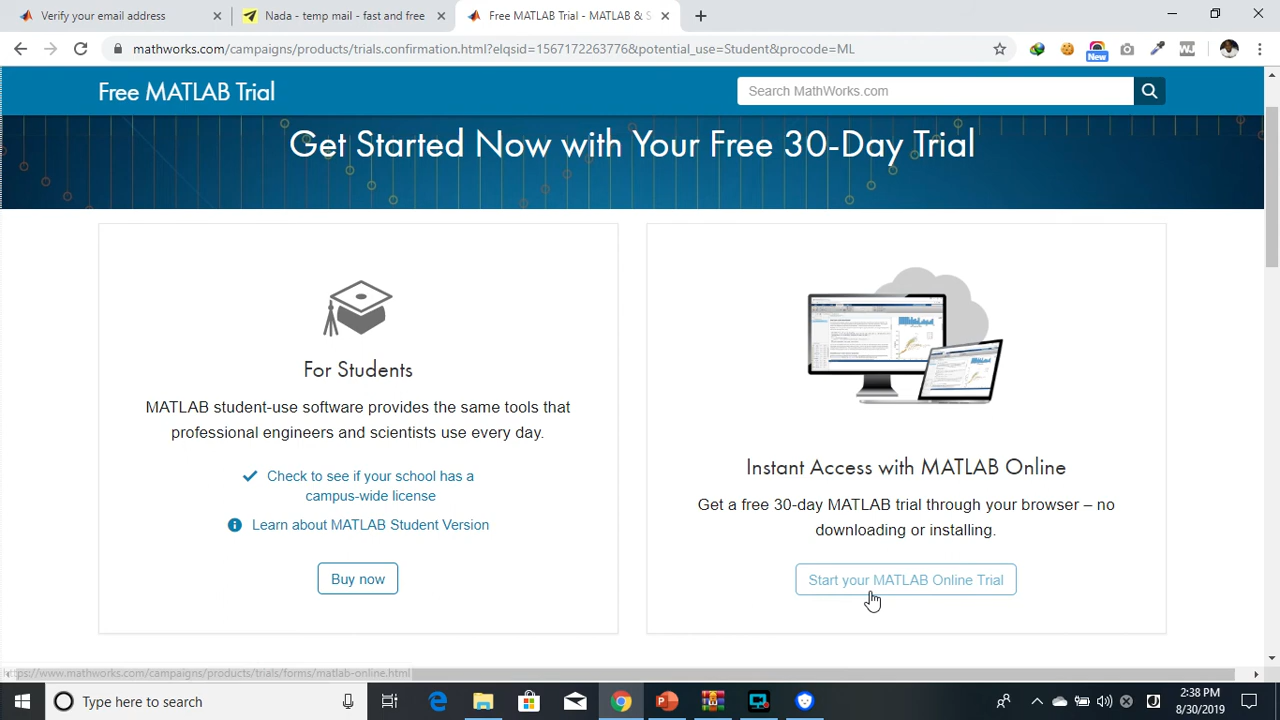 Verify your email address
Nada - temp mail - fast and free
Free MATLAB Trial - MATLAB & S
mathworks.com/campaigns/products/trials.confirmation.html?elqsid=1567172263776&potential_use=Student&procode=ML
New
Free MATLAB Trial
Search MathWorks.com
Get Started Now with Your Free 30-Day Trial
For Students
MATLAB student-use software provides the same tools that
professional engineers and scientists use every day.
Check to see if your school has a
campus-wide license
Learn about MATLAB Student Version
Buy now
Instant Access with MATLAB Online
Get a free 30-day MATLAB trial through your browser – no
downloading or installing.
Start your MATLAB Online Trial
https://www.mathworks.com/campaigns/products/trials/forms/matlab-online.html
Type here to search
2:38 PM
8/30/2019